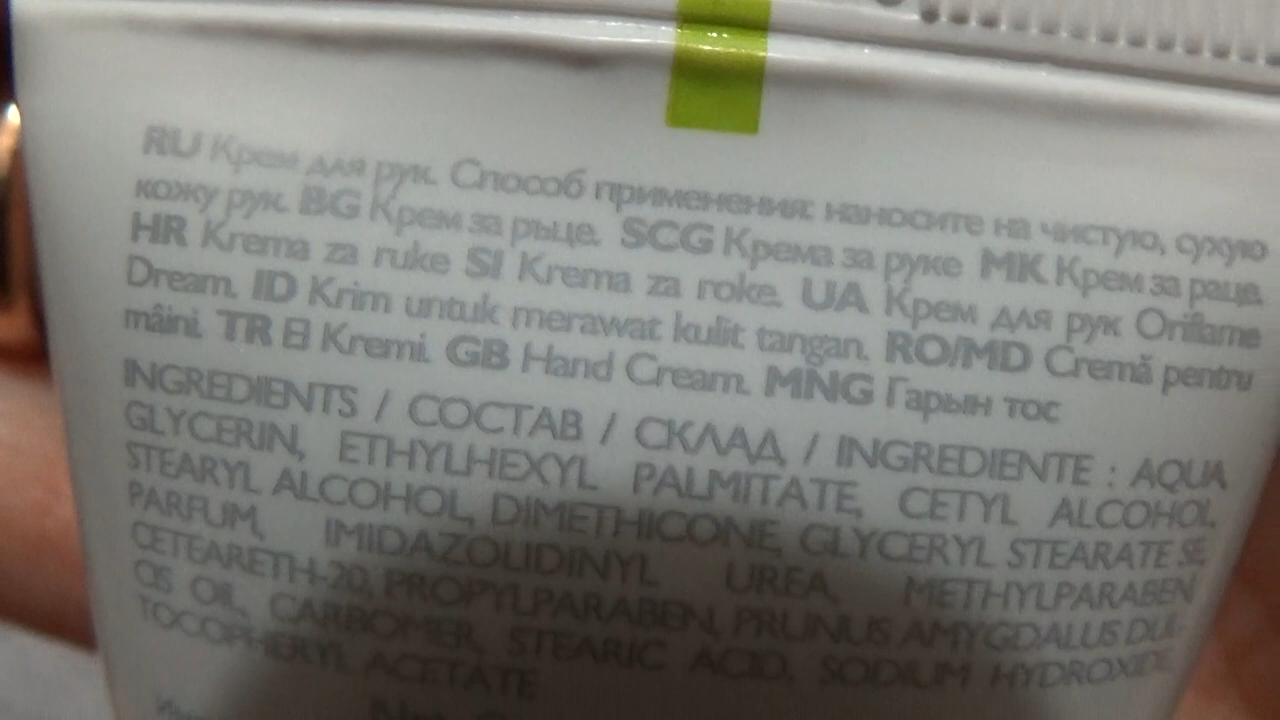 RU Крем для рук. Способ применения: наносите на чистую, сухую
кожу рук. BG Крем за ръце. SCG Крема за руке MK Крем за раце.
HR Krema za ruke SI Krema za roke. UA Крем для рук Oriflame
Dream. ID Krim untuk merawat kulit tangan. RO/MD Cremă pentru
mâini. TR El Kremi. GB Hand Cream. MNG Гарын тос
INGREDIENTS / СОСТАВ / СКЛАД / INGREDIENTE : AQUA
GLYCERIN, ETHYLHEXYL PALMITATE, CETYL ALCOHOL,
STEARYL ALCOHOL, DIMETHICONE, GLYCERYL STEARATE SE,
PARFUM, IMIDAZOLIDINYL UREA, METHYLPARABEN,
CETEARETH-20, PROPYLPARABEN, PRUNUS AMYGDALUS DUL-
CIS OIL, CARBOMER, STEARIC ACID, SODIUM HYDROXIDE,
TOCOPHERYL ACETATE